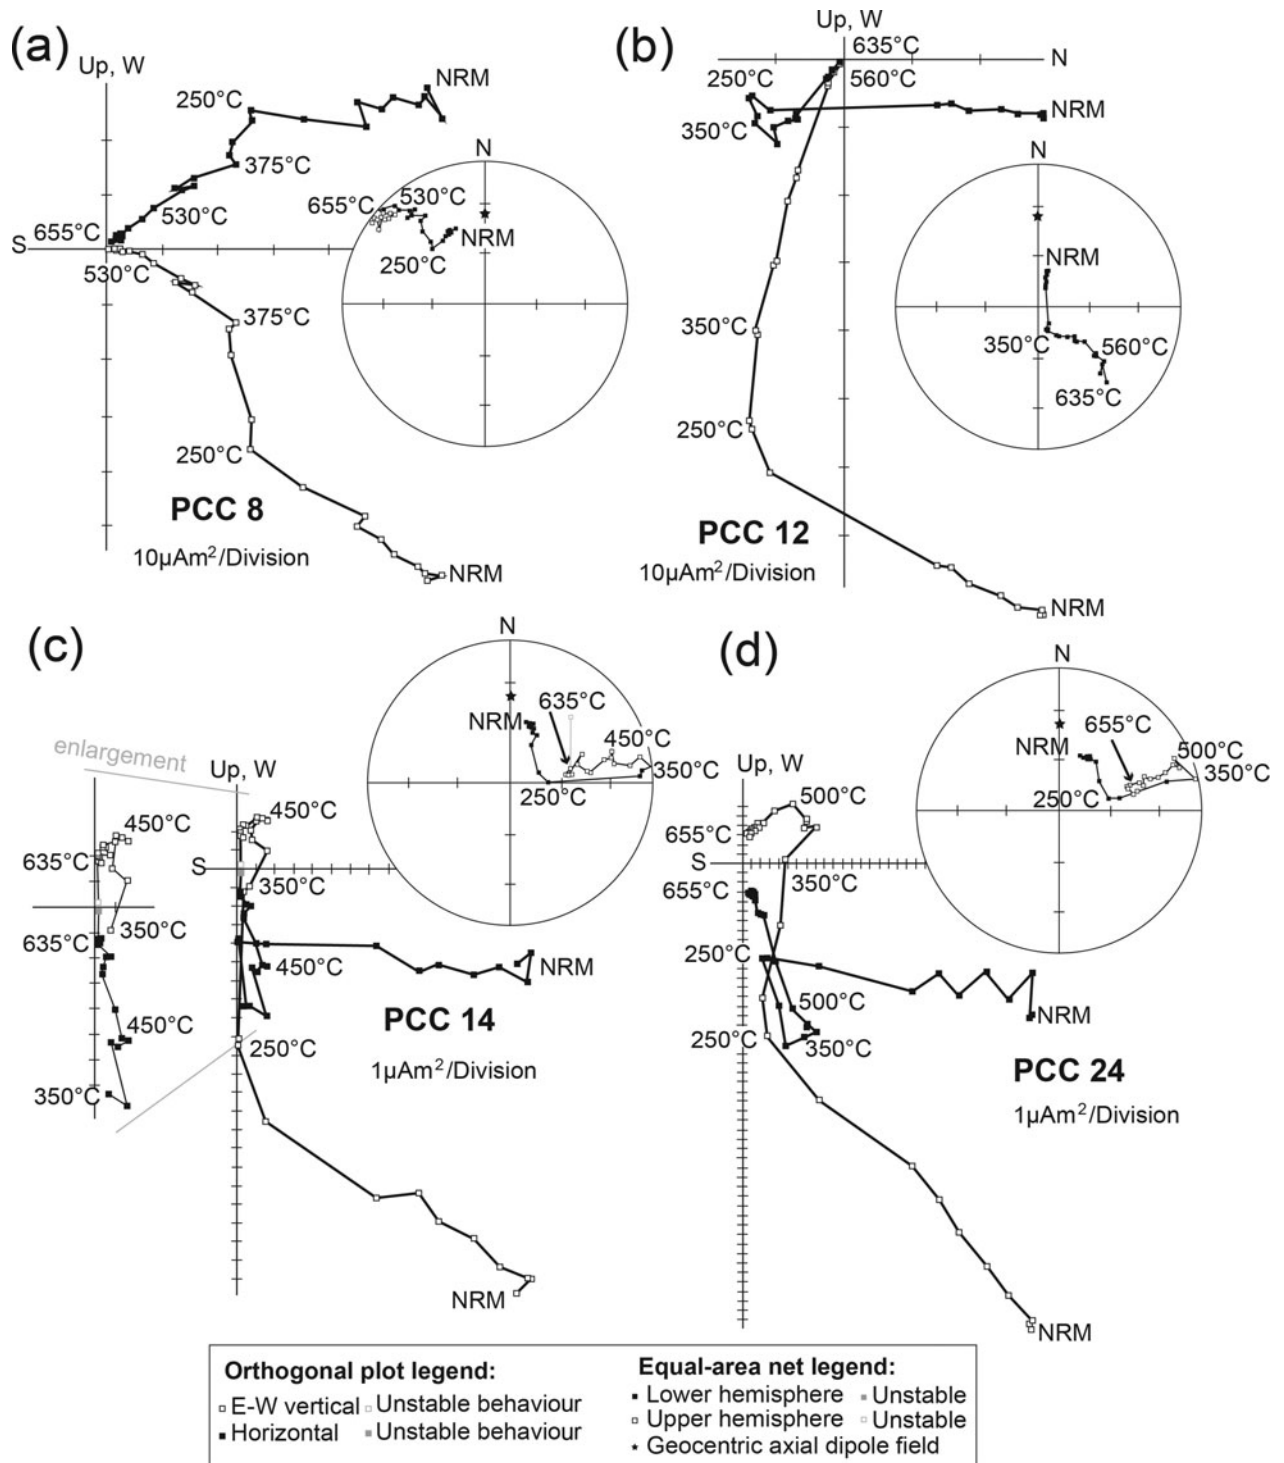 (a)
Up, W
250°C
NRM
375°C
530°C
655°C
S
530°C
375°C
250°C
NRM
PCC 8
10µAm²/Division
N
655°C
530°C
NRM
250°C
(b)
Up, W
635°C
N
250°C
560°C
NRM
350°C
350°C
250°C
NRM
PCC 12
10µAm²/Division
N
NRM
350°C
560°C
635°C
(c)
enlargement
Up, W
450°C
450°C
635°C
S
350°C
350°C
635°C
450°C
NRM
450°C
350°C
250°C
NRM
PCC 14
1µAm²/Division
N
635°C
NRM
450°C
350°C
250°C
(d)
Up, W
500°C
655°C
S
350°C
655°C
250°C
500°C
NRM
250°C
350°C
NRM
PCC 24
1µAm²/Division
N
655°C
NRM
500°C
350°C
250°C
Orthogonal plot legend:
E-W vertical
Unstable behaviour
Horizontal
Unstable behaviour
Equal-area net legend:
Lower hemisphere
Unstable
Upper hemisphere
Unstable
Geocentric axial dipole field